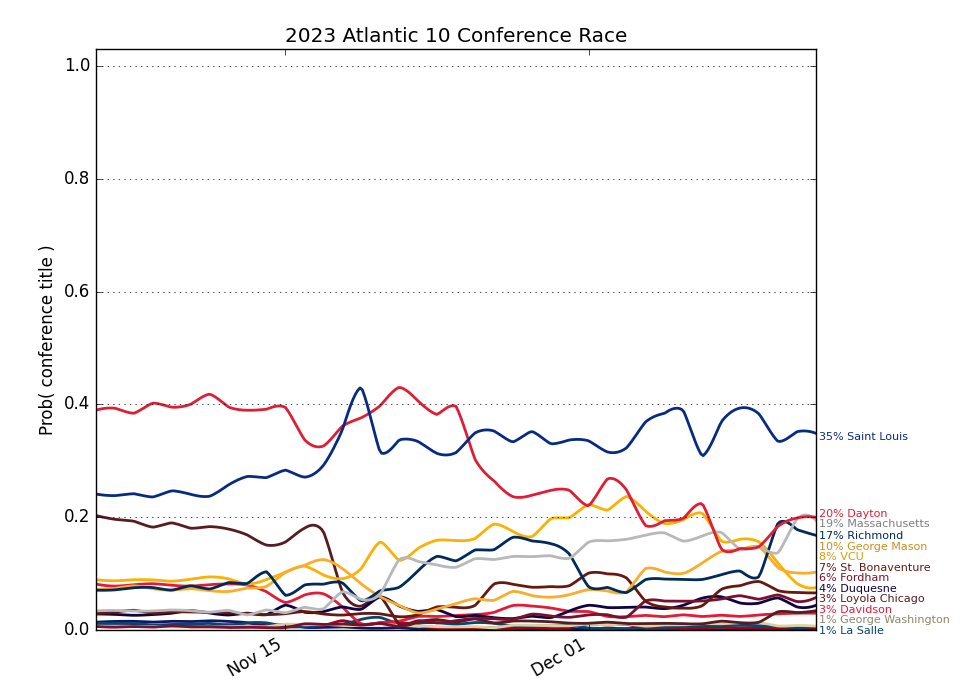 2023 Atlantic 10 Conference Race
Prob( conference title )
1.0
0.8
0.6
0.4
0.2
0.0
Nov 15
Dec 01
35% Saint Louis
20% Dayton
19% Massachusetts
17% Richmond
10% George Mason
8% VCU
7% St. Bonaventure
6% Fordham
4% Duquesne
3% Loyola Chicago
3% Davidson
1% George Washington
1% La Salle